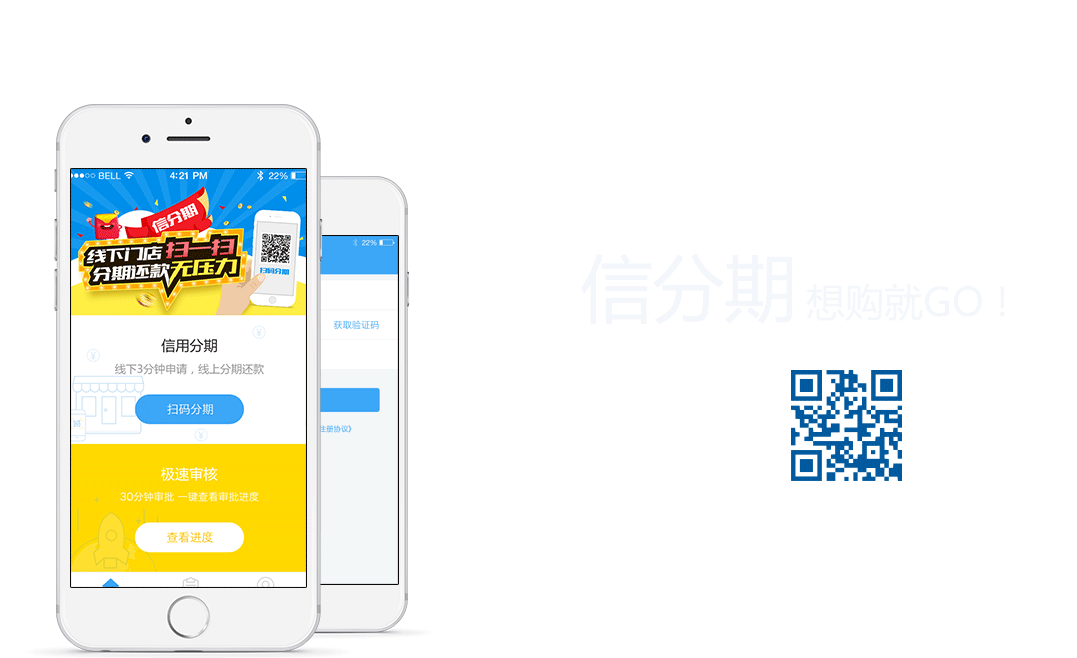 BELL
4:21 PM
22%
信分期
线下门店扫一扫
分期还款无压力
扫码分期
信用分期
线下3分钟申请，线上分期还款
扫码分期
极速审核
30分钟审批 一键查看审批进度
查看进度
22%
获取验证码
注册协议》
信分期 想购就GO！